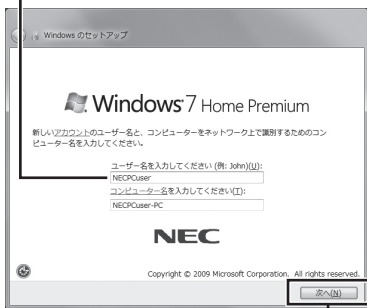 Windows のセットアップ
Windows 7 Home Premium
新しいアカウントのユーザー名と、コンピューターをネットワーク上で識別するためのコン
ピューター名を入力してください。
ユーザー名を入力してください (例: John)(U):
NECPCuser
コンピューター名を入力してください(T):
NECPCuser-PC
NEC
Copyright © 2009 Microsoft Corporation. All rights reserved.
次へ(N)